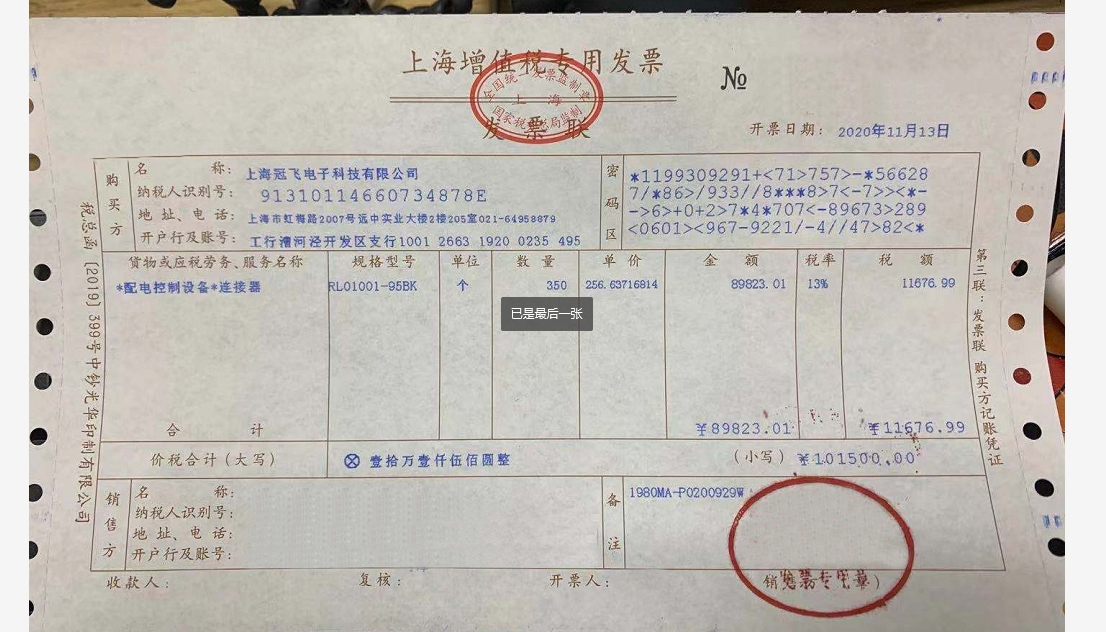 上海增值税专用发票
全国统一发票监制章
上海
国家税务总局监制
发票联
№
开票日期: 2020年11月13日
购买方
名称: 上海冠飞电子科技有限公司
纳税人识别号: 91310114660734878E
地址、电话: 上海市虹梅路2007号远中实业大楼2楼205室021-64958879
开户行及账号: 工行漕河泾开发区支行1001 2663 1920 0235 495
密码区
*1199309291+<71>757>-*56628
7/*86>/933//8***8>7<-7>><*-
->6>+0+2>7*4*707<-89673>289
<0601><967-9221/-4//47>82<*
货物或应税劳务、服务名称 规格型号 单位 数量 单价 金额 税率 税额
*配电控制设备*连接器 RL01001-95BK 个 350 256.63716814 89823.01 13% 11676.99
已是最后一张
合计 ¥89823.01 ¥11676.99
价税合计(大写) ⊗壹拾万壹仟伍佰圆整 (小写) ¥101500.00
销售方
名称:
纳税人识别号:
地址、电话:
开户行及账号:
备注
1980MA-P0200929W
收款人: 复核: 开票人:
税总函〔2019〕399号中钞光华印制有限公司
第三联:发票联 购买方记账凭证